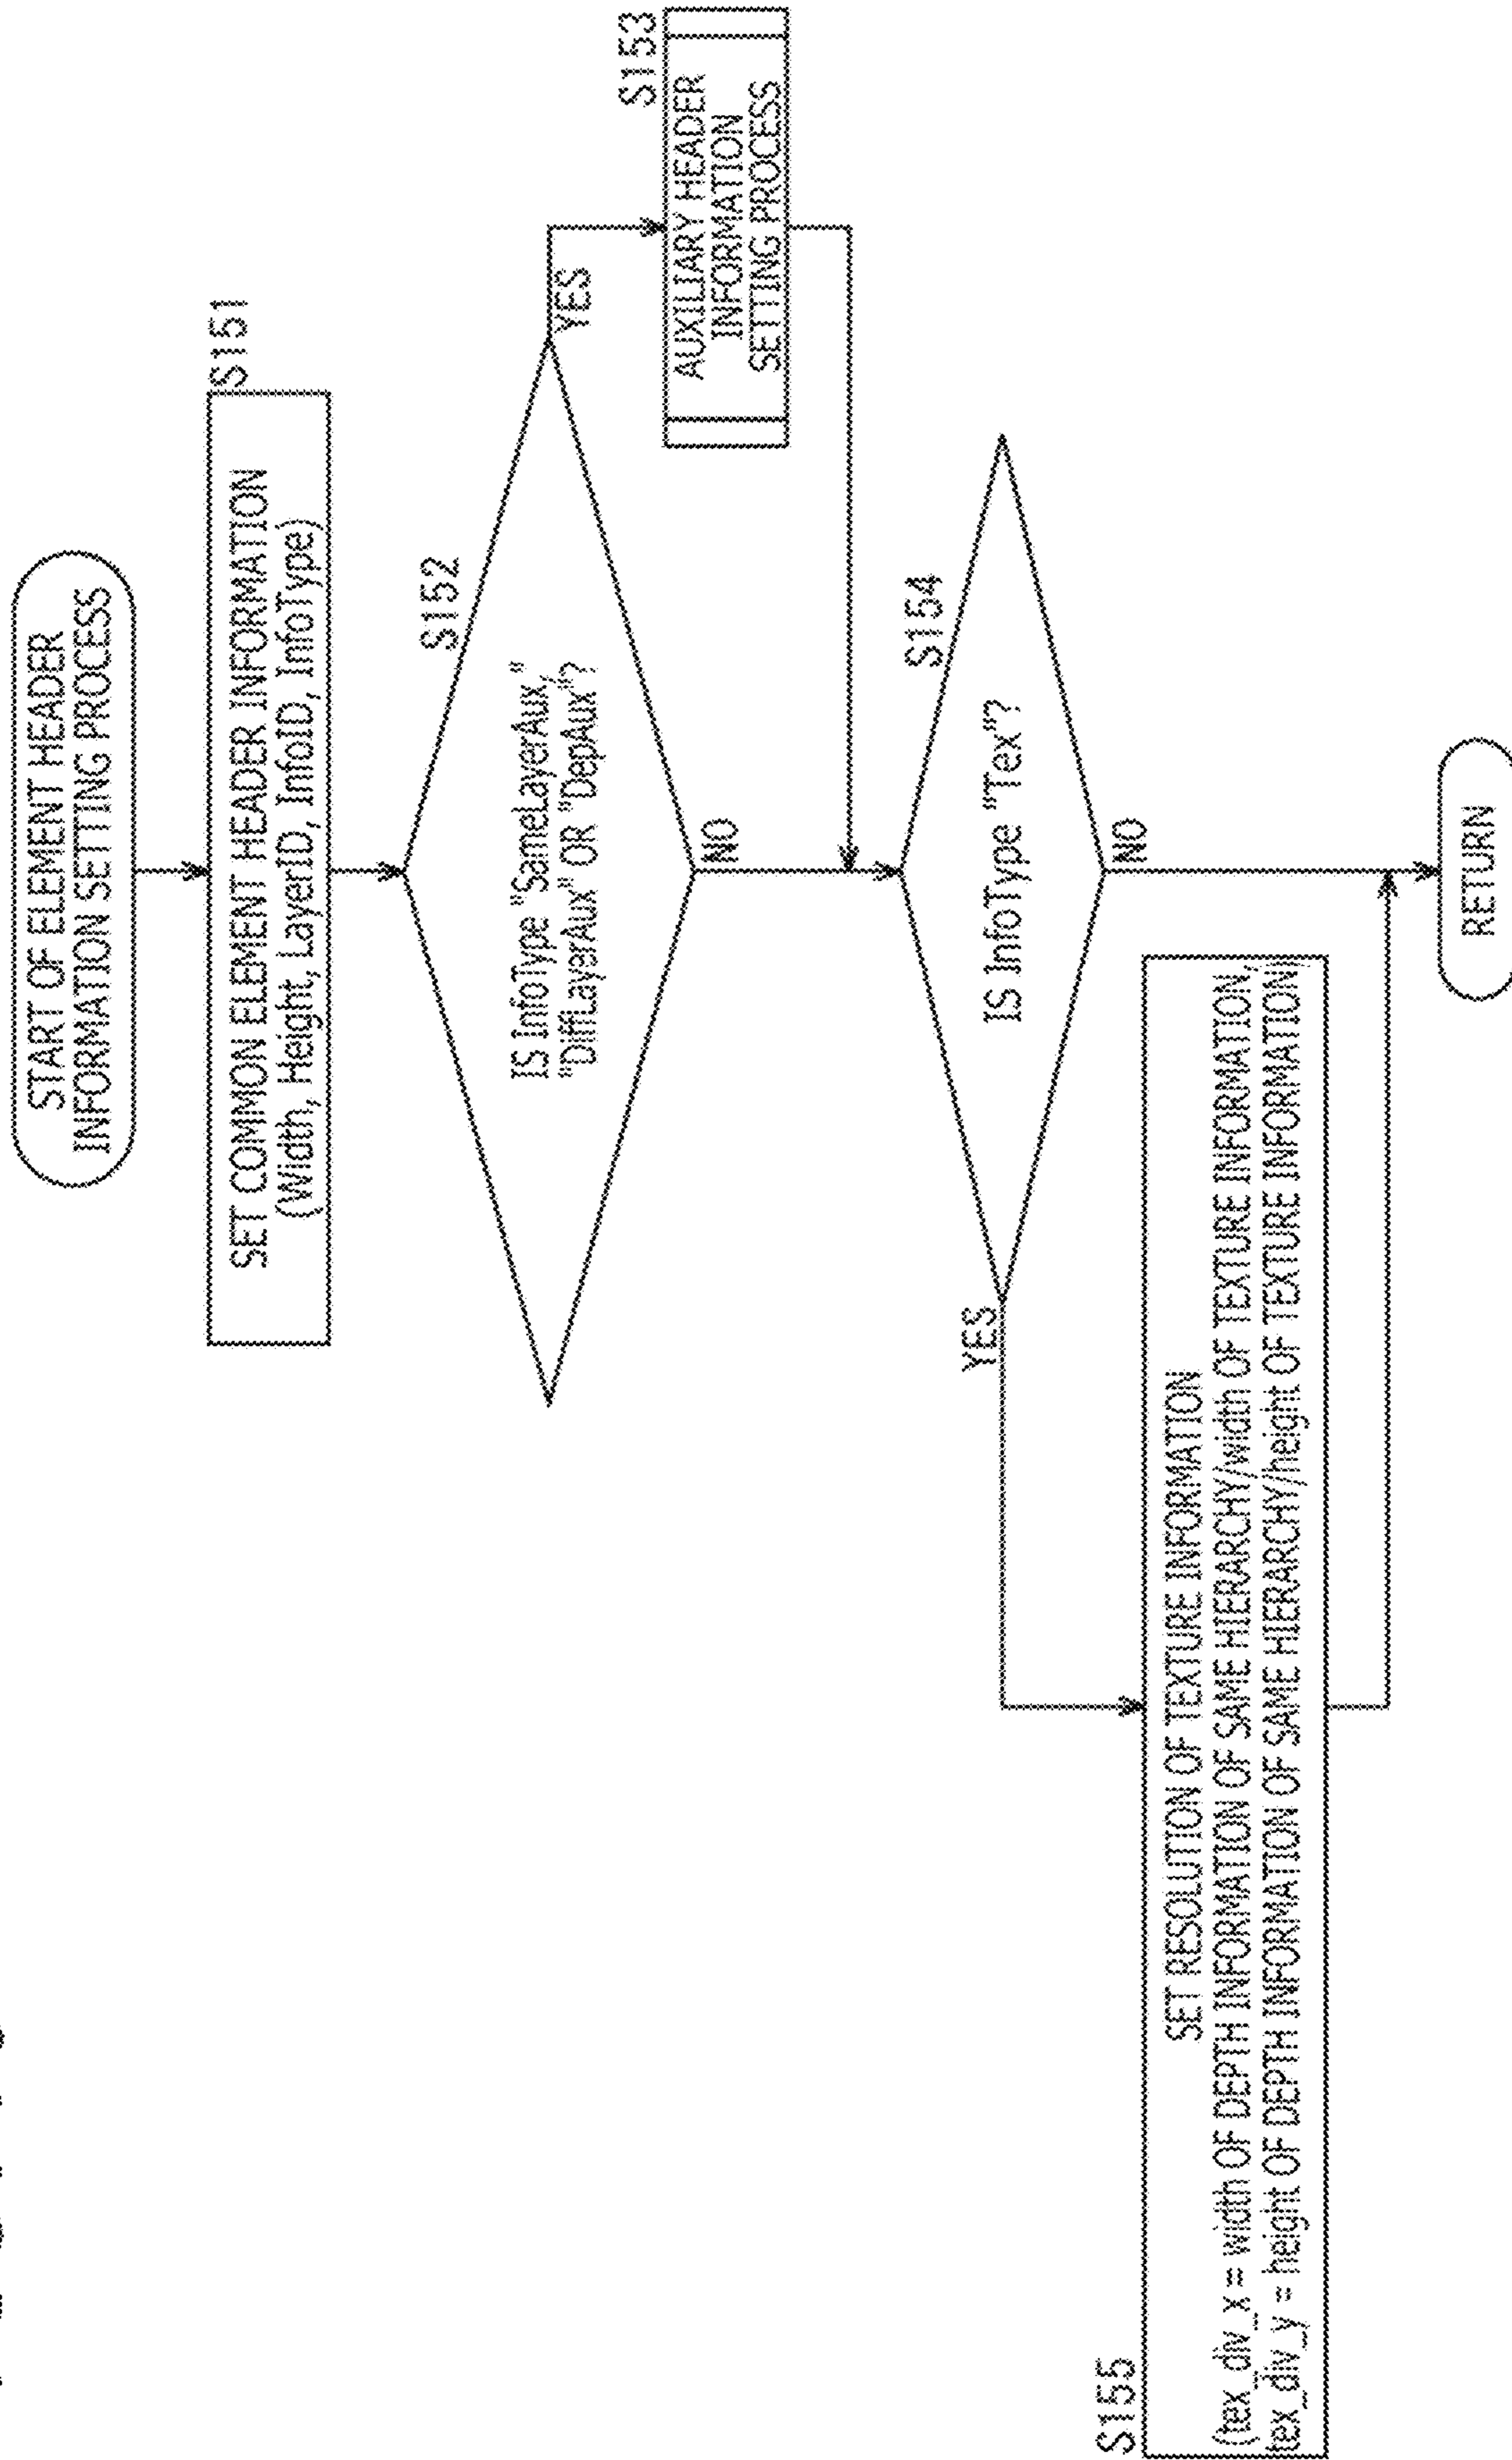 START OF ELEMENT HEADER
INFORMATION SETTING PROCESS
S151
SET COMMON ELEMENT HEADER INFORMATION
(Width, Height, LayerID, InfoID, InfoType)
S152
IS InfoType "SameLayerAux,"
"DiffLayerAux" OR "DepAux"?
YES
NO
S153
AUXILIARY HEADER
INFORMATION
SETTING PROCESS
S154
IS InfoType "Tex"?
YES
NO
S155
SET RESOLUTION OF TEXTURE INFORMATION
(tex_div_x = width OF DEPTH INFORMATION OF SAME HIERARCHY/width OF TEXTURE INFORMATION,
tex_div_y = height OF DEPTH INFORMATION OF SAME HIERARCHY/height OF TEXTURE INFORMATION)
RETURN